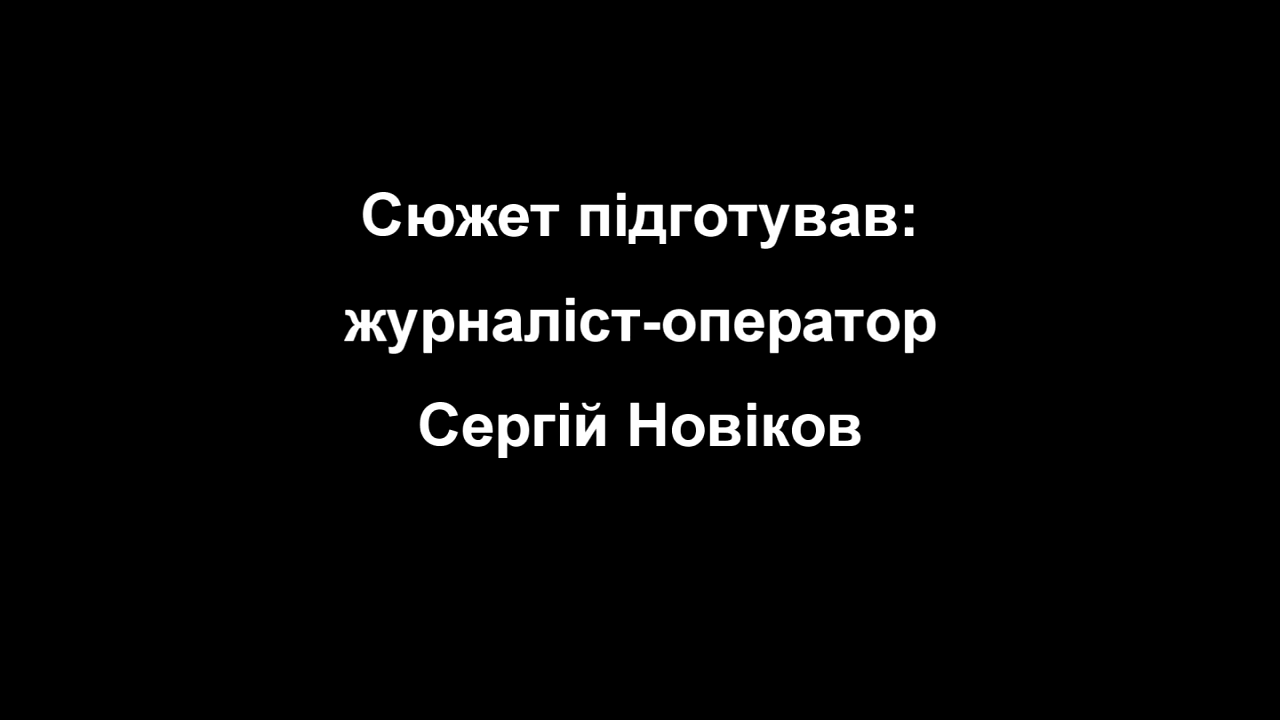 Сюжет підготував:
журналіст-оператор
Сергій Новіков